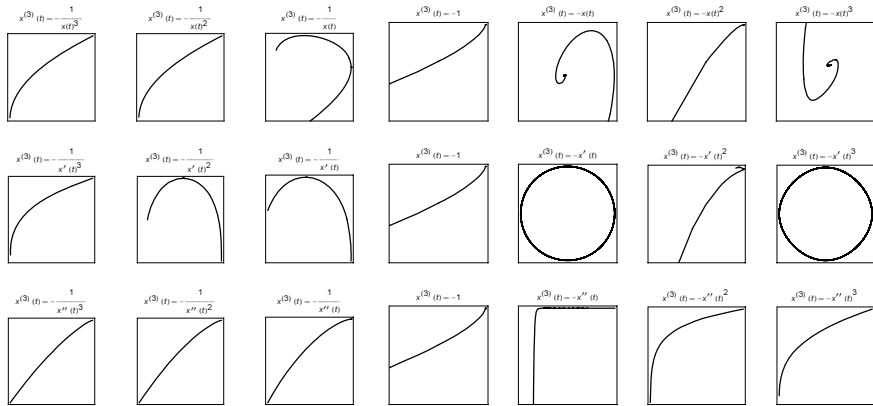 x^(3) (t)=-1/x(t)^3 x^(3) (t)=-1/x(t)^2 x^(3) (t)=-1/x(t) x^(3) (t)=-1 x^(3) (t)=-x(t) x^(3) (t)=-x(t)^2 x^(3) (t)=-x(t)^3
x^(3) (t)=-1/x′(t)^3 x^(3) (t)=-1/x′(t)^2 x^(3) (t)=-1/x′(t) x^(3) (t)=-1 x^(3) (t)=-x′(t) x^(3) (t)=-x′(t)^2 x^(3) (t)=-x′(t)^3
x^(3) (t)=-1/x′′(t)^3 x^(3) (t)=-1/x′′(t)^2 x^(3) (t)=-1/x′′(t) x^(3) (t)=-1 x^(3) (t)=-x′′(t) x^(3) (t)=-x′′(t)^2 x^(3) (t)=-x′′(t)^3